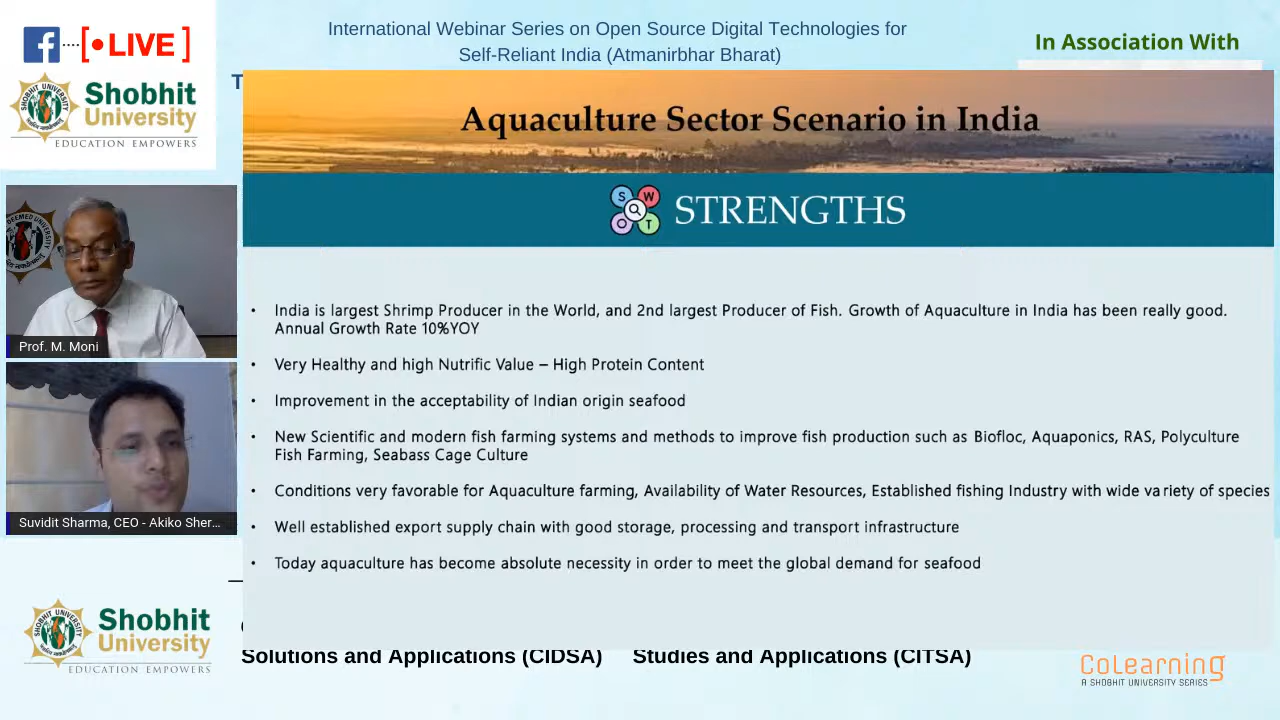 LIVE
Shobhit
University
EDUCATION EMPOWERS
International Webinar Series on Open Source Digital Technologies for
Self-Reliant India (Atmanirbhar Bharat)
In Association With
T
Aquaculture Sector Scenario in India
S W O T
STRENGTHS
DEEMED UNIVERSITY
Prof. M. Moni
Suvidit Sharma, CEO - Akiko Sher...
• India is largest Shrimp Producer in the World, and 2nd largest Producer of Fish. Growth of Aquaculture in India has been really good.
Annual Growth Rate 10%YOY
• Very Healthy and high Nutrific Value – High Protein Content
• Improvement in the acceptability of Indian origin seafood
• New Scientific and modern fish farming systems and methods to improve fish production such as Biofloc, Aquaponics, RAS, Polyculture
Fish Farming, Seabass Cage Culture
• Conditions very favorable for Aquaculture farming, Availability of Water Resources, Established fishing Industry with wide variety of species
• Well established export supply chain with good storage, processing and transport infrastructure
• Today aquaculture has become absolute necessity in order to meet the global demand for seafood
Shobhit
University
EDUCATION EMPOWERS
Solutions and Applications (CIDSA) Studies and Applications (CITSA)
CoLearning
A SHOBHIT UNIVERSITY SERIES